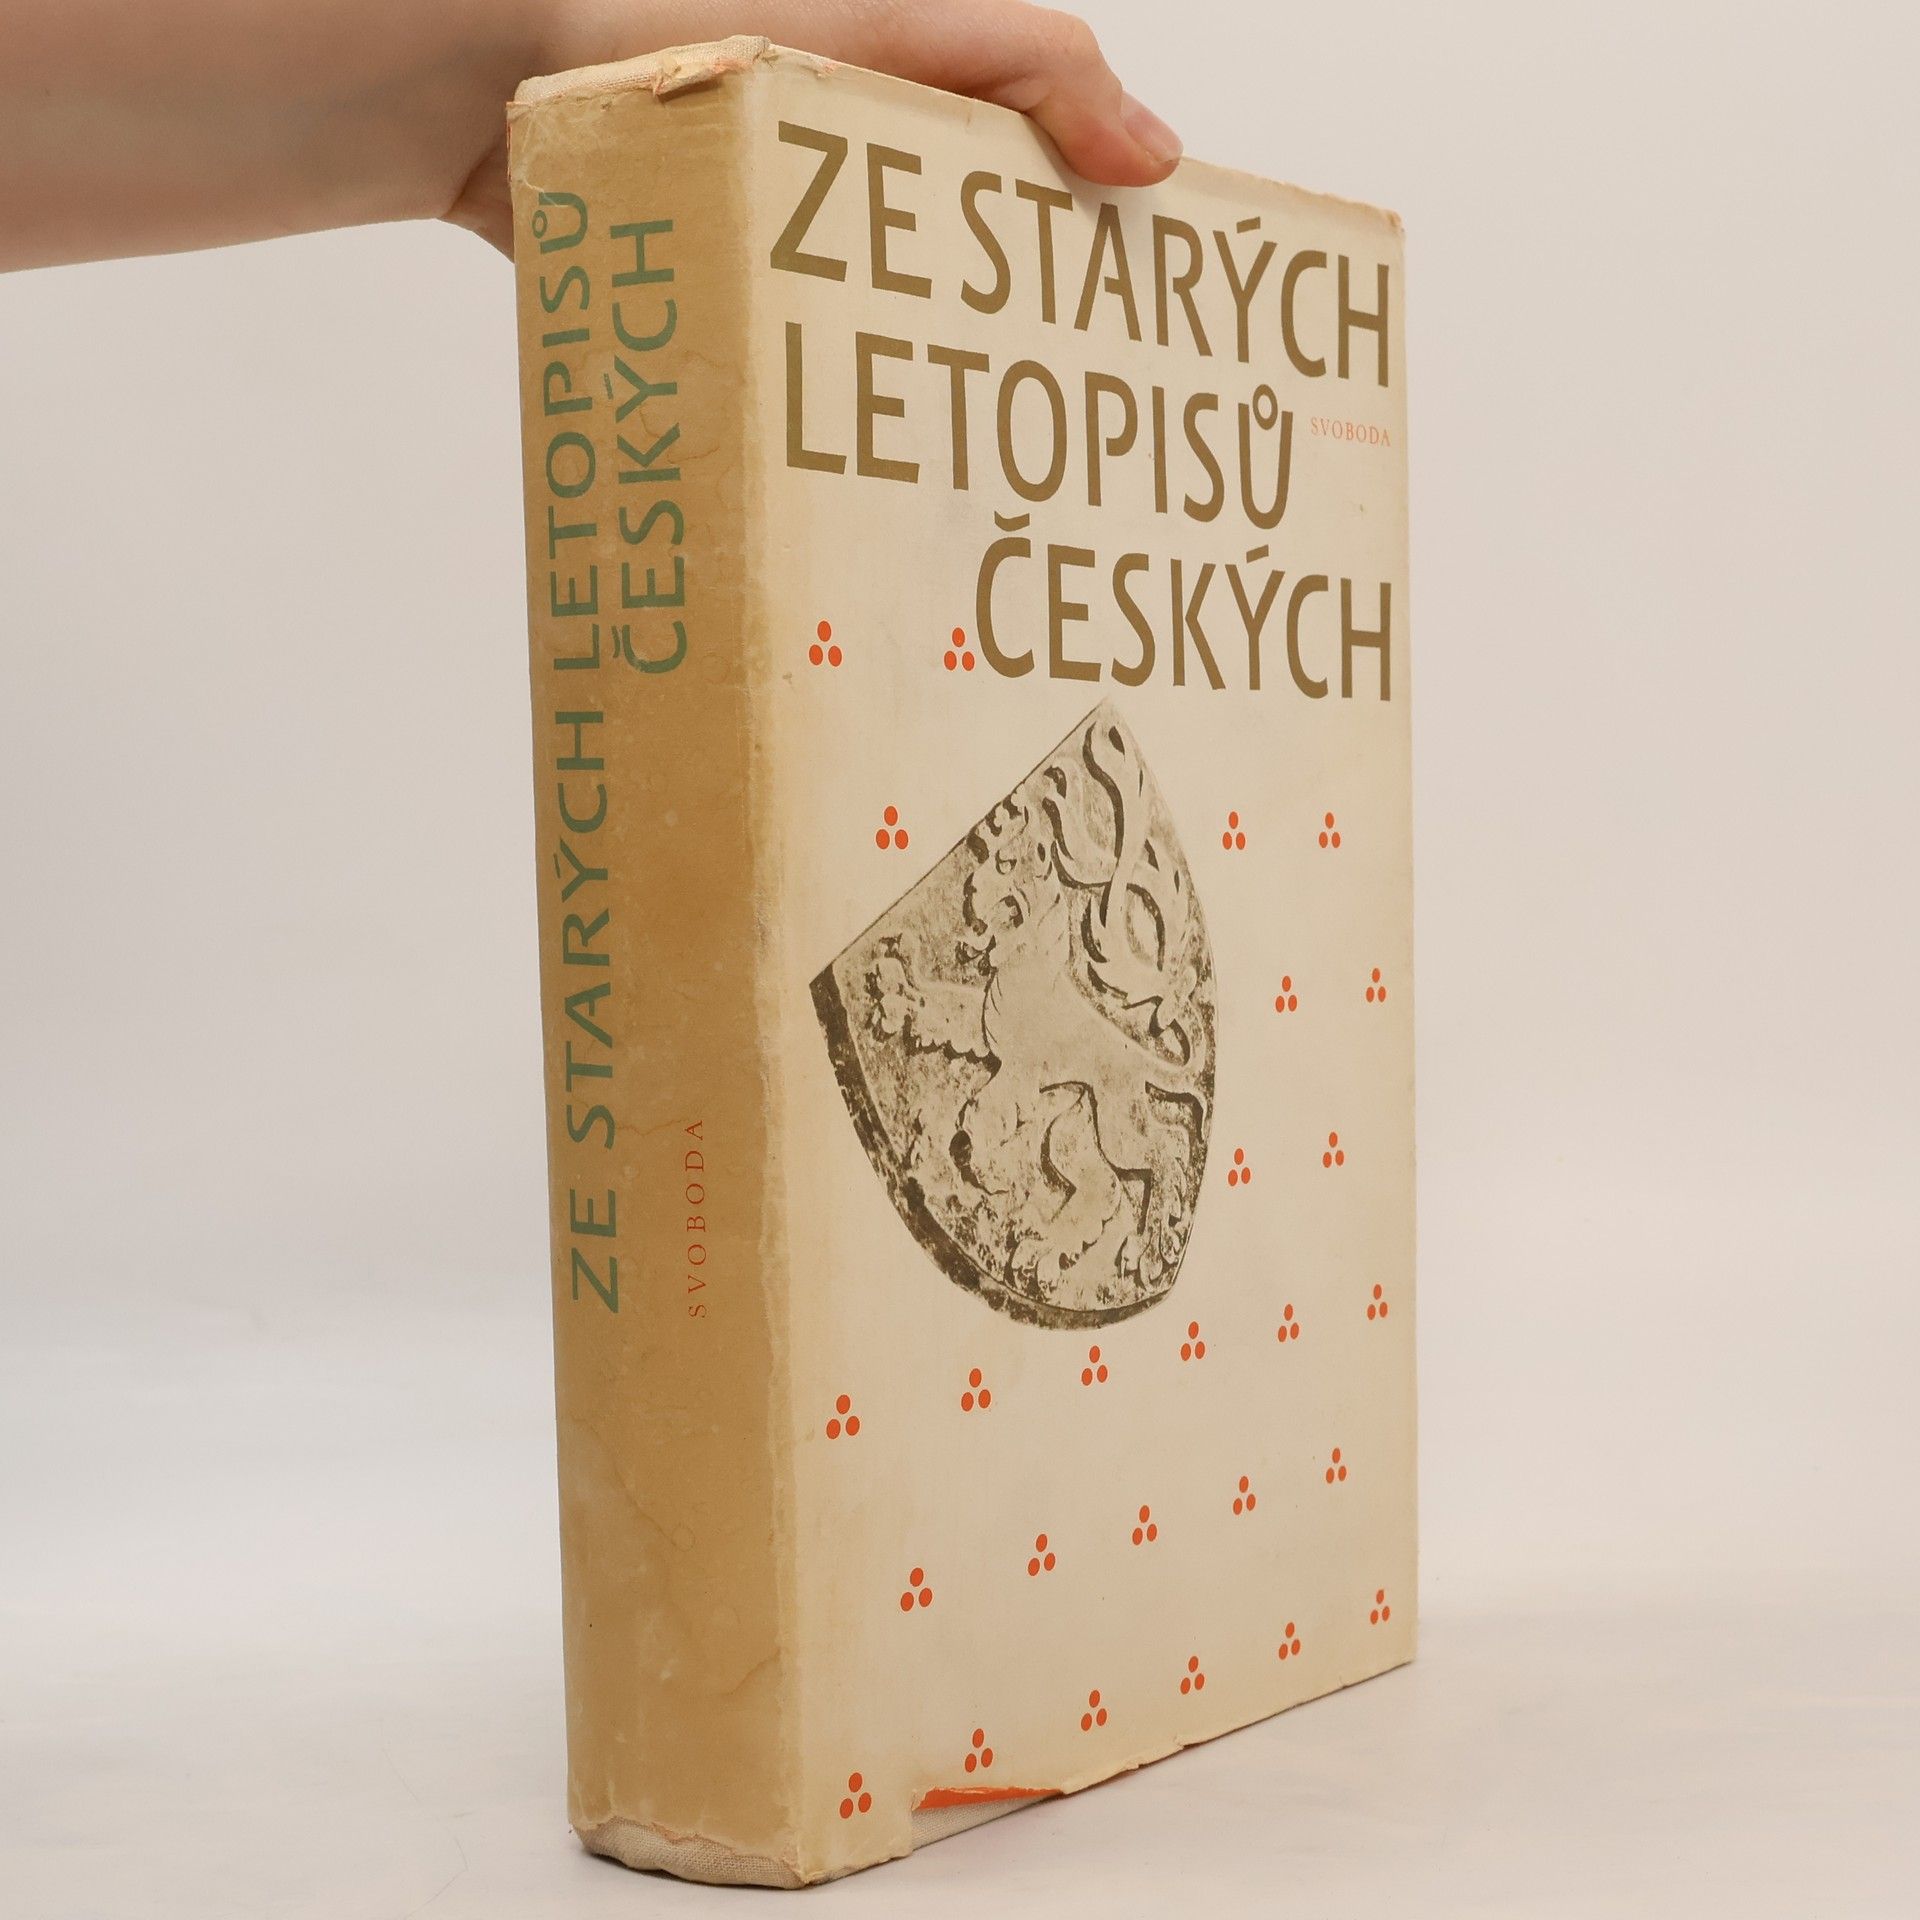 ZE STARÝCH LETOPISŮ
ČESKÝCH
SVOBODA
ZE STARÝCH
LETOPISŮ
SVOBODA
ČESKÝCH